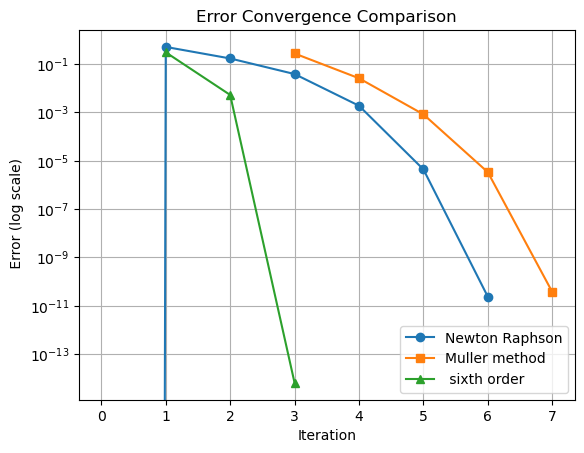 Error Convergence Comparison
Error (log scale)
10⁻¹
10⁻³
10⁻⁵
10⁻⁷
10⁻⁹
10⁻¹¹
10⁻¹³
Newton Raphson
Muller method
sixth order
0 1 2 3 4 5 6 7
Iteration